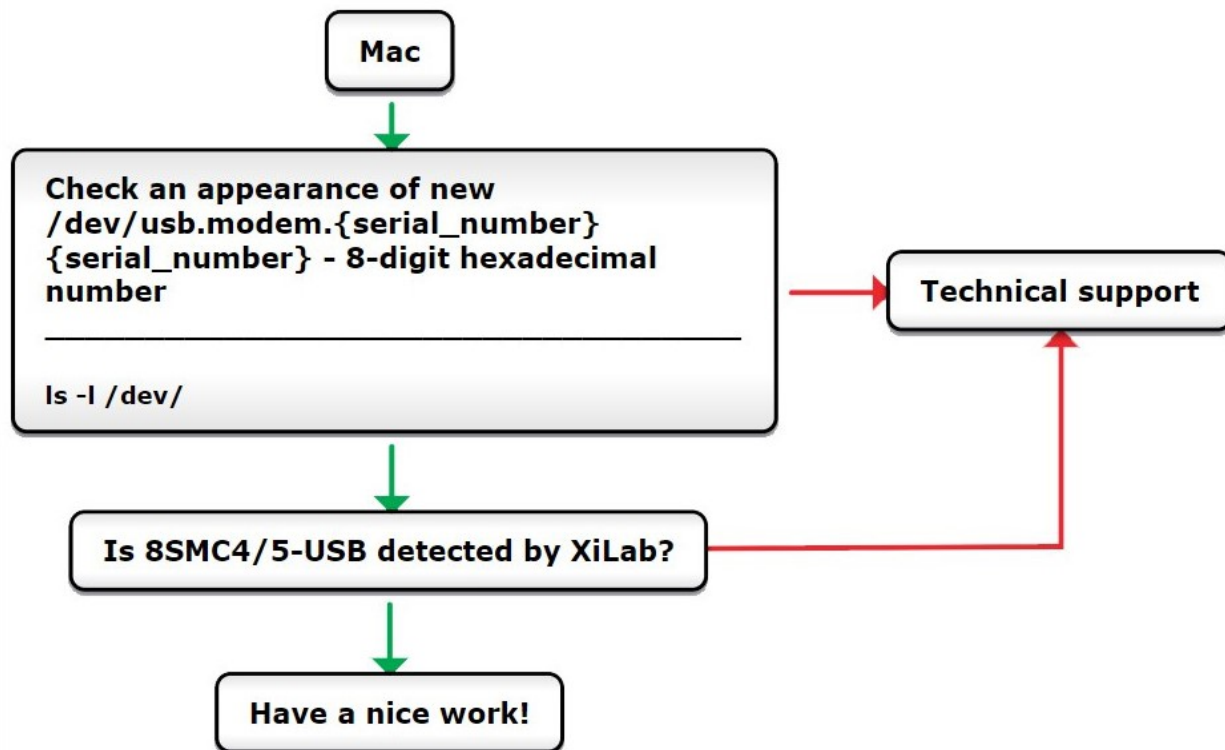 Mac
Check an appearance of new
/dev/usb.modem.{serial_number}
{serial_number} - 8-digit hexadecimal
number
ls -l /dev/
Technical support
Is 8SMC4/5-USB detected by XiLab?
Have a nice work!